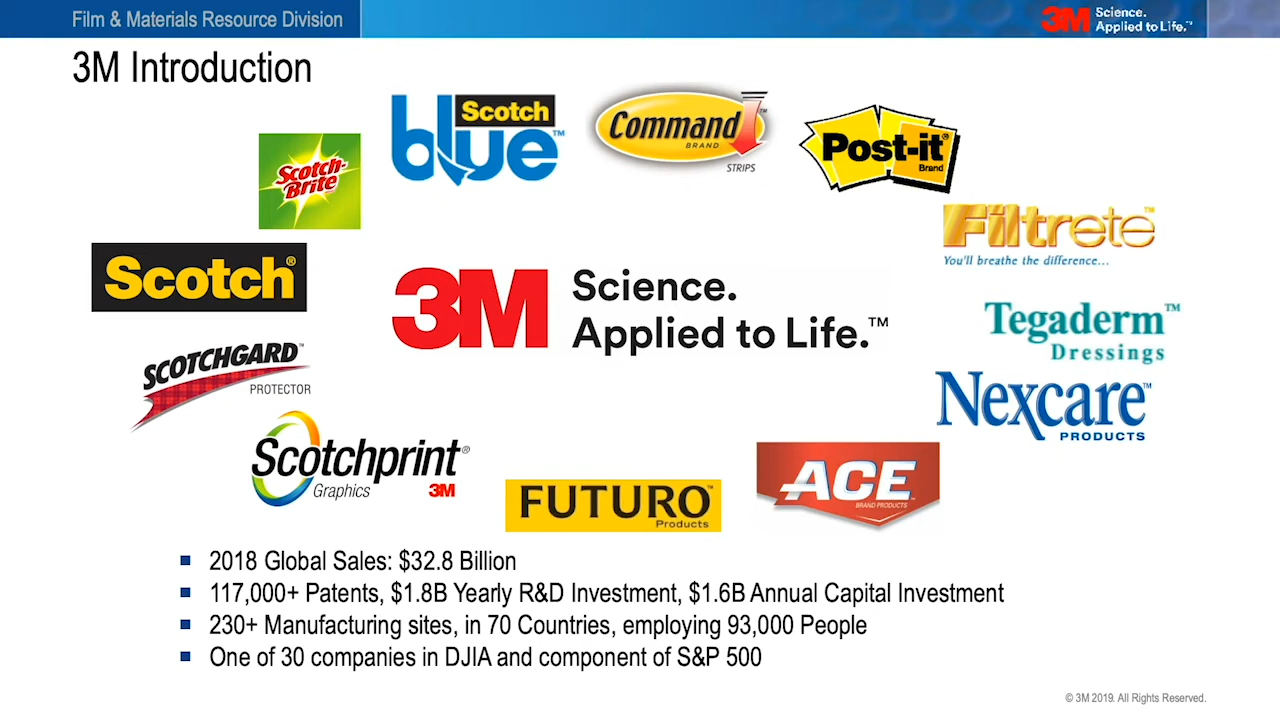 Film & Materials Resource Division
3M Science.
Applied to Life.™
3M Introduction
Scotch
blue™
Command™
BRAND
STRIPS
Post-it®
Brand
Scotch-
Brite
Filtrete™
You'll breathe the difference...
Scotch®
3M Science.
Applied to Life.™
Tegaderm™
Dressings
SCOTCHGARD™
PROTECTOR
Nexcare™
PRODUCTS
Scotchprint®
Graphics 3M
FUTURO™
Products
ACE™
BRAND PRODUCTS
▪ 2018 Global Sales: $32.8 Billion
▪ 117,000+ Patents, $1.8B Yearly R&D Investment, $1.6B Annual Capital Investment
▪ 230+ Manufacturing sites, in 70 Countries, employing 93,000 People
▪ One of 30 companies in DJIA and component of S&P 500
© 3M 2019. All Rights Reserved.